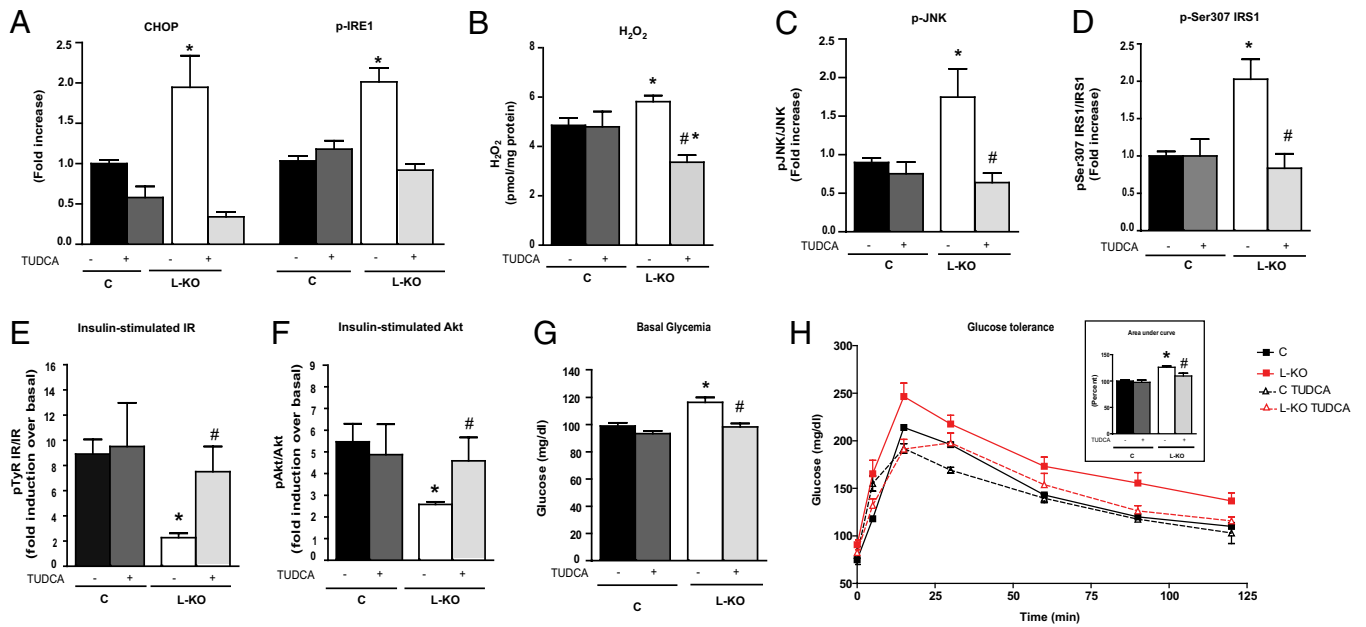 A
CHOP
p-IRE1
(Fold increase)
2.5
2.0
1.5
1.0
0.5
0.0
*
*
TUDCA
- + - + - + - +
C L-KO C L-KO
B
H2O2
H2O2
(pmol/mg protein)
8
6
4
2
0
*
# *
TUDCA - + - +
C L-KO
C
p-JNK
pJNK/JNK
(Fold increase)
2.5
2.0
1.5
1.0
0.5
0.0
*
#
TUDCA - + - +
C L-KO
D
p-Ser307 IRS1
pSer307 IRS1/IRS1
(Fold increase)
2.5
2.0
1.5
1.0
0.5
0.0
*
#
TUDCA - + - +
C L-KO
E
Insulin-stimulated IR
pTyR IR/IR
(fold induction over basal)
16
14
12
10
8
6
4
2
0
*
#
TUDCA - + - +
C L-KO
F
Insulin-stimulated Akt
pAkt/Akt
(fold induction over basal)
9
8
7
6
5
4
3
2
1
0
*
#
TUDCA - + - +
C L-KO
G
Basal Glycemia
Glucose (mg/dl)
140
120
100
80
60
40
20
0
*
#
TUDCA - + - +
C L-KO
H
Glucose tolerance
Glucose (mg/dl)
300
250
200
150
100
50
0 25 50 75 100 125
Time (min)
Area under curve
(Percent)
150
100
50
0
*
#
TUDCA - + - +
C L-KO
C
L-KO
C TUDCA
L-KO TUDCA